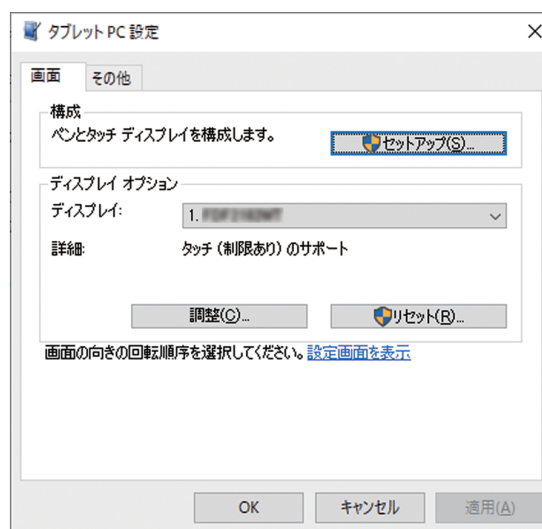 タブレット PC 設定
画面
その他
構成
ペンとタッチ ディスプレイを構成します。
セットアップ(S)...
ディスプレイ オプション
ディスプレイ:
1.
詳細:
タッチ (制限あり) のサポート
調整(C)...
リセット(R)...
画面の向きの回転順序を選択してください。設定画面を表示
OK
キャンセル
適用(A)